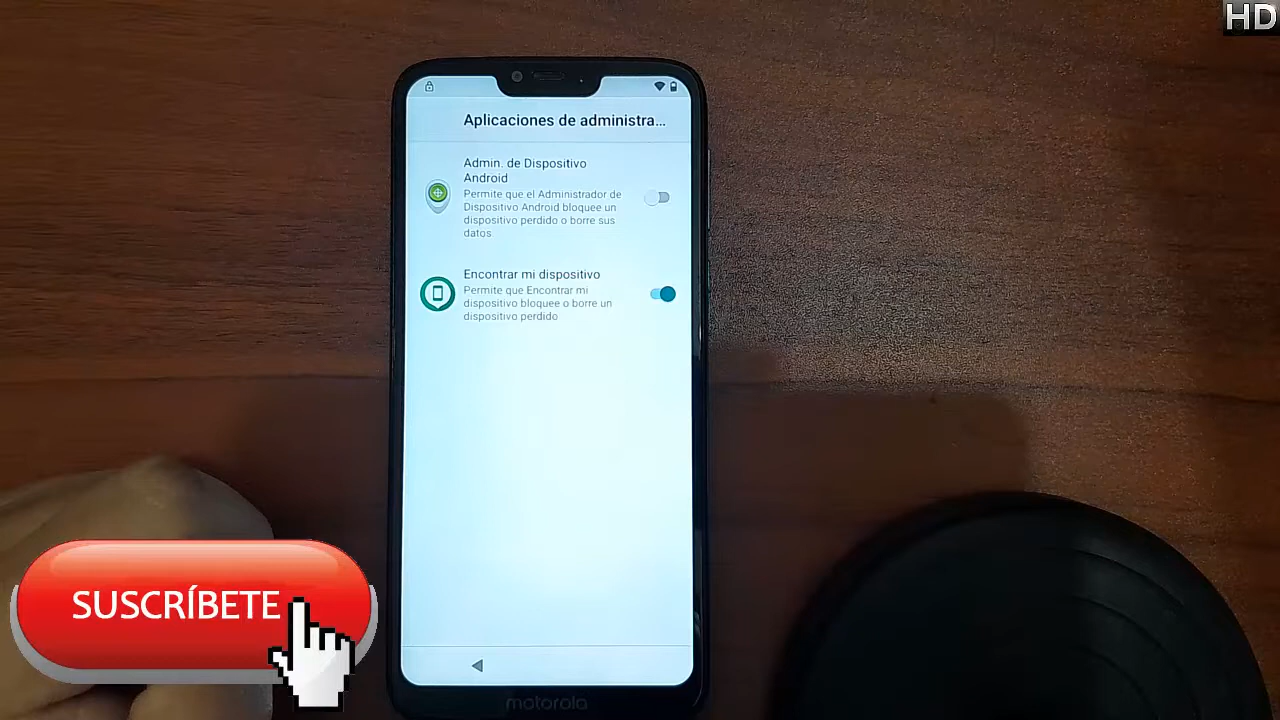 HD
Aplicaciones de administra...
Admin. de Dispositivo
Android
Permite que el Administrador de
Dispositivo Android bloquee un
dispositivo perdido o borre sus
datos.
Encontrar mi dispositivo
Permite que Encontrar mi
dispositivo bloquee o borre un
dispositivo perdido
SUSCRÍBETE
motorola